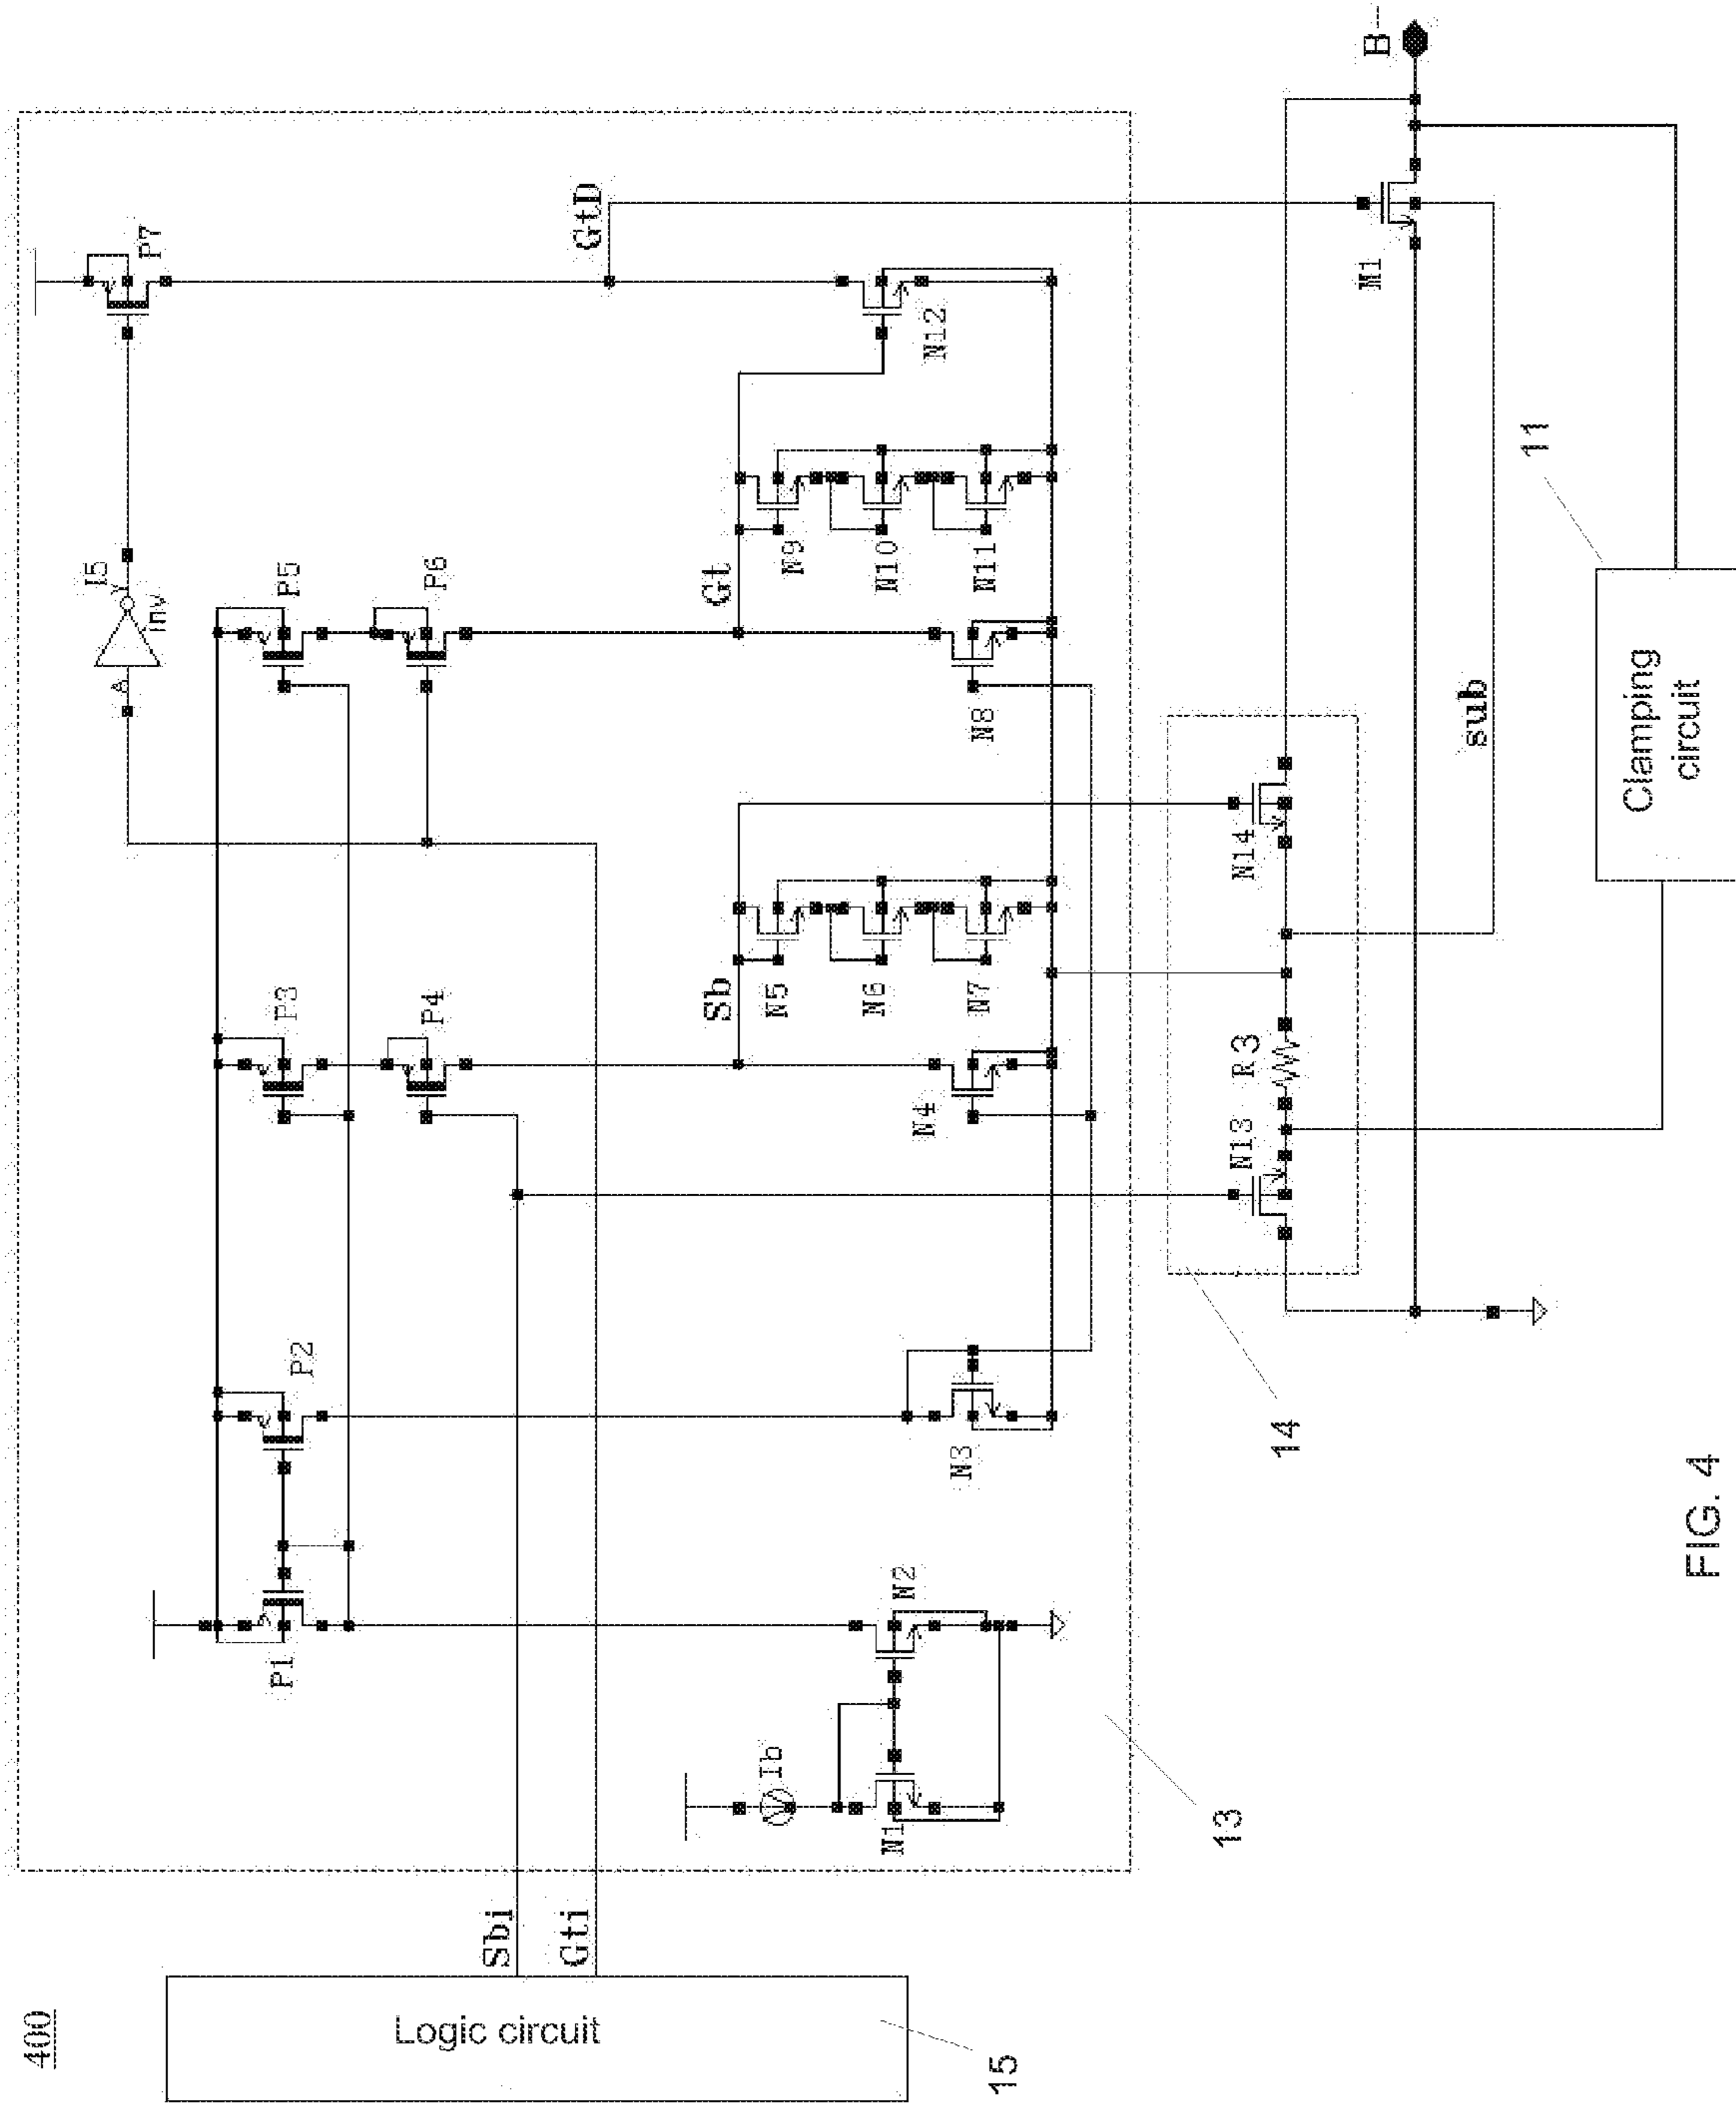 400
Logic circuit
15
Sbi
Gti
13
P1
P2
P3
P4
P5
P6
P7
I5
A
Y
inv
Ib
N1
N2
N3
N4
Sb
N5
N6
N7
N8
Gt
N9
N10
N11
N12
GtD
14
N13
R3
N14
sub
M1
B-
11
Clamping
circuit
FIG. 4